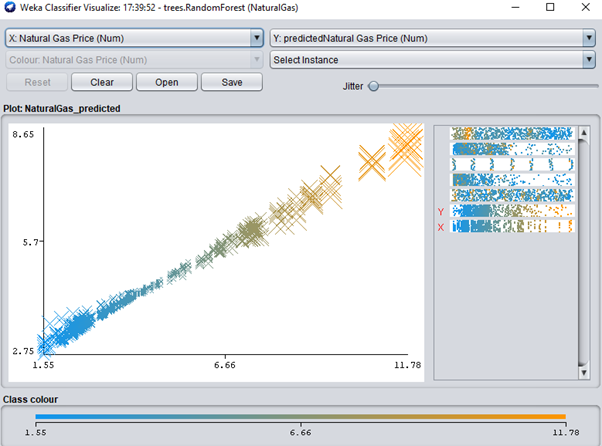 Weka Classifier Visualize: 17:39:52 - trees.RandomForest (NaturalGas)
X: Natural Gas Price (Num)
Y: predictedNatural Gas Price (Num)
Colour: Natural Gas Price (Num)
Select Instance
Reset
Clear
Open
Save
Jitter
Plot: NaturalGas_predicted
8.65
5.7
2.75
1.55
6.66
11.78
Y
X
Class colour
1.55
6.66
11.78